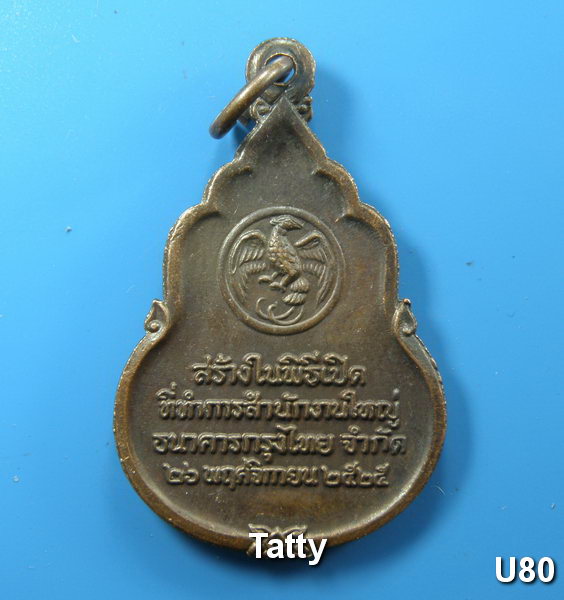 สร้างในพิธีเปิด
ที่ทำการสำนักงานใหญ่
ธนาคารกรุงไทย จำกัด
๒๖ พฤศจิกายน ๒๕๒๕
Tatty
U80